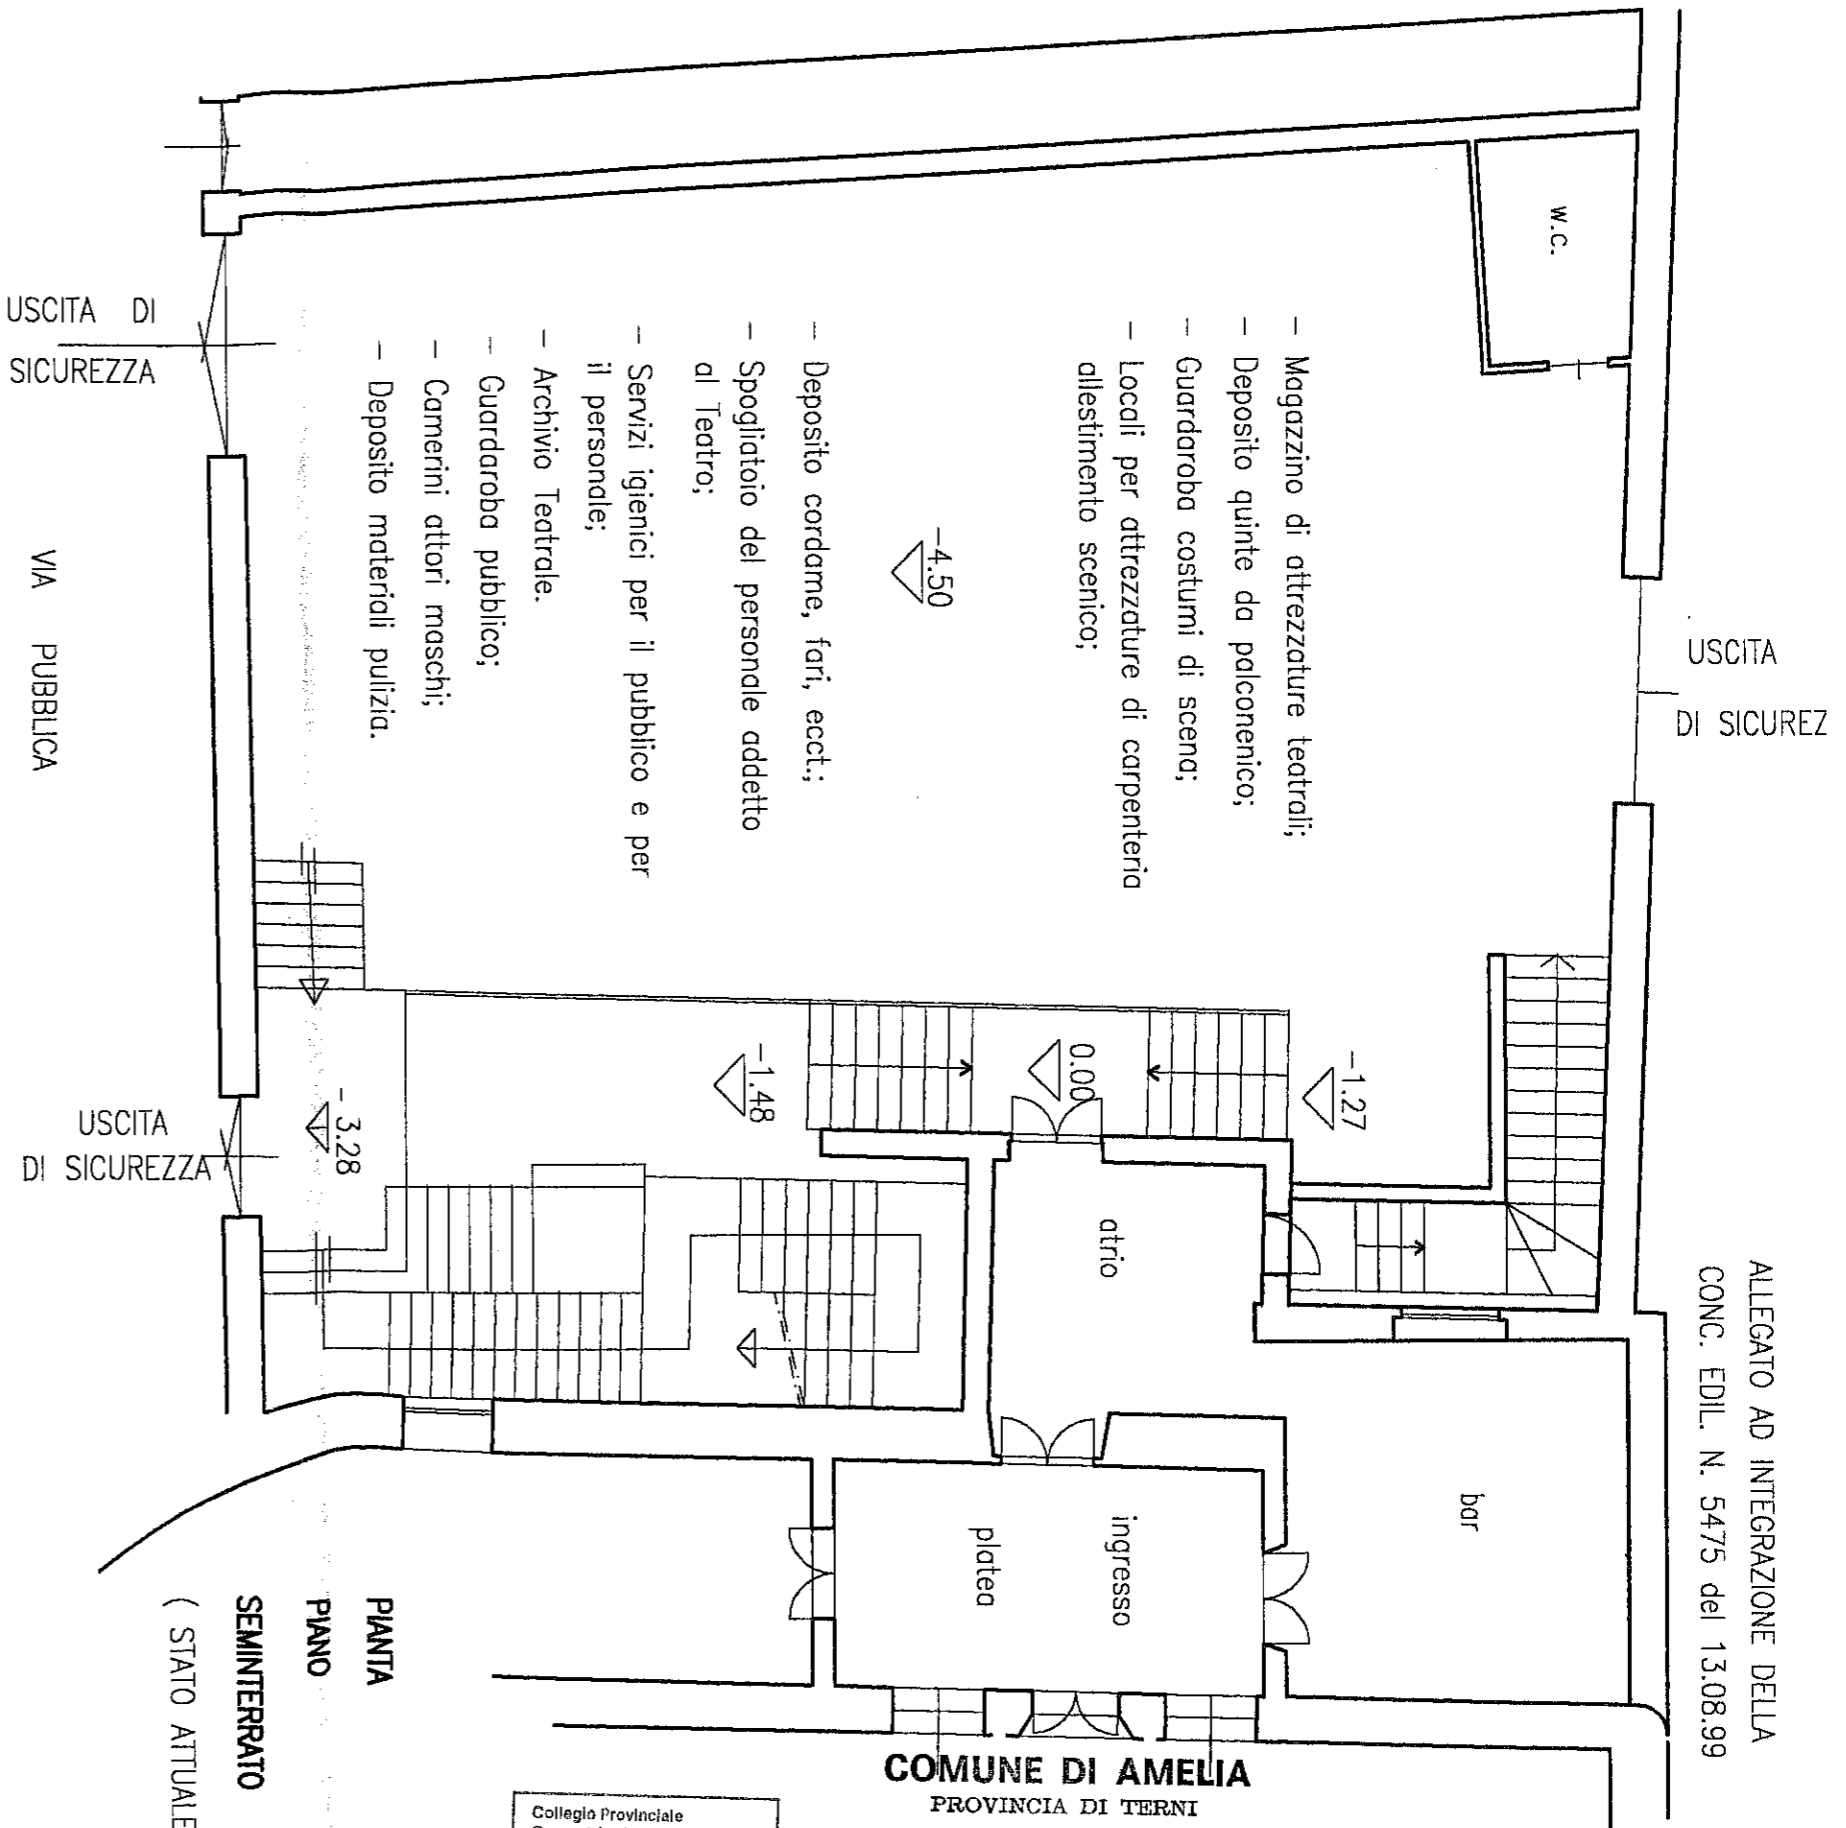 ALLEGATO AD INTEGRAZIONE DELLA
CONC. EDIL. N. 5475 del 13.08.99
w.c.
USCITA DI
SICUREZZA
USCITA
DI SICUREZ
- Magazzino di attrezzature teatrali;
- Deposito quinte da palconenico;
- Guardaroba costumi di scena;
- Locali per attrezzature di carpenteria
allestimento scenico;
-4.50
- Deposito cordame, fari, ecct.;
- Spogliatoio del personale addetto
al Teatro;
- Servizi igienici per il pubblico e per
il personale;
- Archivio Teatrale.
- Guardaroba pubblico;
- Camerini attori maschi;
- Deposito materiali pulizia.
VIA PUBBLICA
-1.27
0.00
-1.48
-3.28
USCITA
DI SICUREZZA
atrio
bar
ingresso
platea
PIANTA
PIANO
SEMINTERRATO
( STATO ATTUALE
COMUNE DI AMELIA
PROVINCIA DI TERNI
Collegio Provinciale